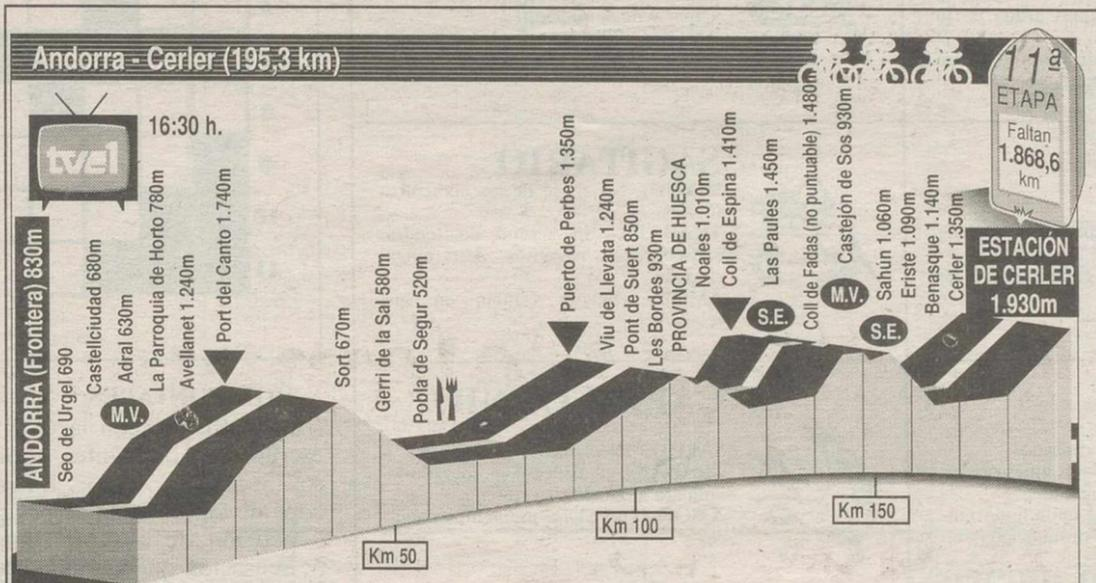 Andorra - Cerler (195,3 km)
11ª
ETAPA
Faltan
1.868,6
km
tve1
16:30 h.
ANDORRA (Frontera) 830m
Seo de Urgel 690
Castellciudad 680m
Adral 630m
M.V.
La Parroquia de Horto 780m
Avellanet 1.240m
Port del Canto 1.740m
Sort 670m
Gerri de la Sal 580m
Pobla de Segur 520m
Puerto de Perbes 1.350m
Viu de Llevata 1.240m
Pont de Suert 850m
Les Bordes 930m
PROVINCIA DE HUESCA
Noales 1.010m
Coll de Espina 1.410m
Las Paules 1.450m
S.E.
Coll de Fadas (no puntuable) 1.480m
Castejón de Sos 930m
M.V.
Sahún 1.060m
S.E.
Eriste 1.090m
Benasque 1.140m
Cerler 1.350m
ESTACIÓN
DE CERLER
1.930m
Km 50
Km 100
Km 150